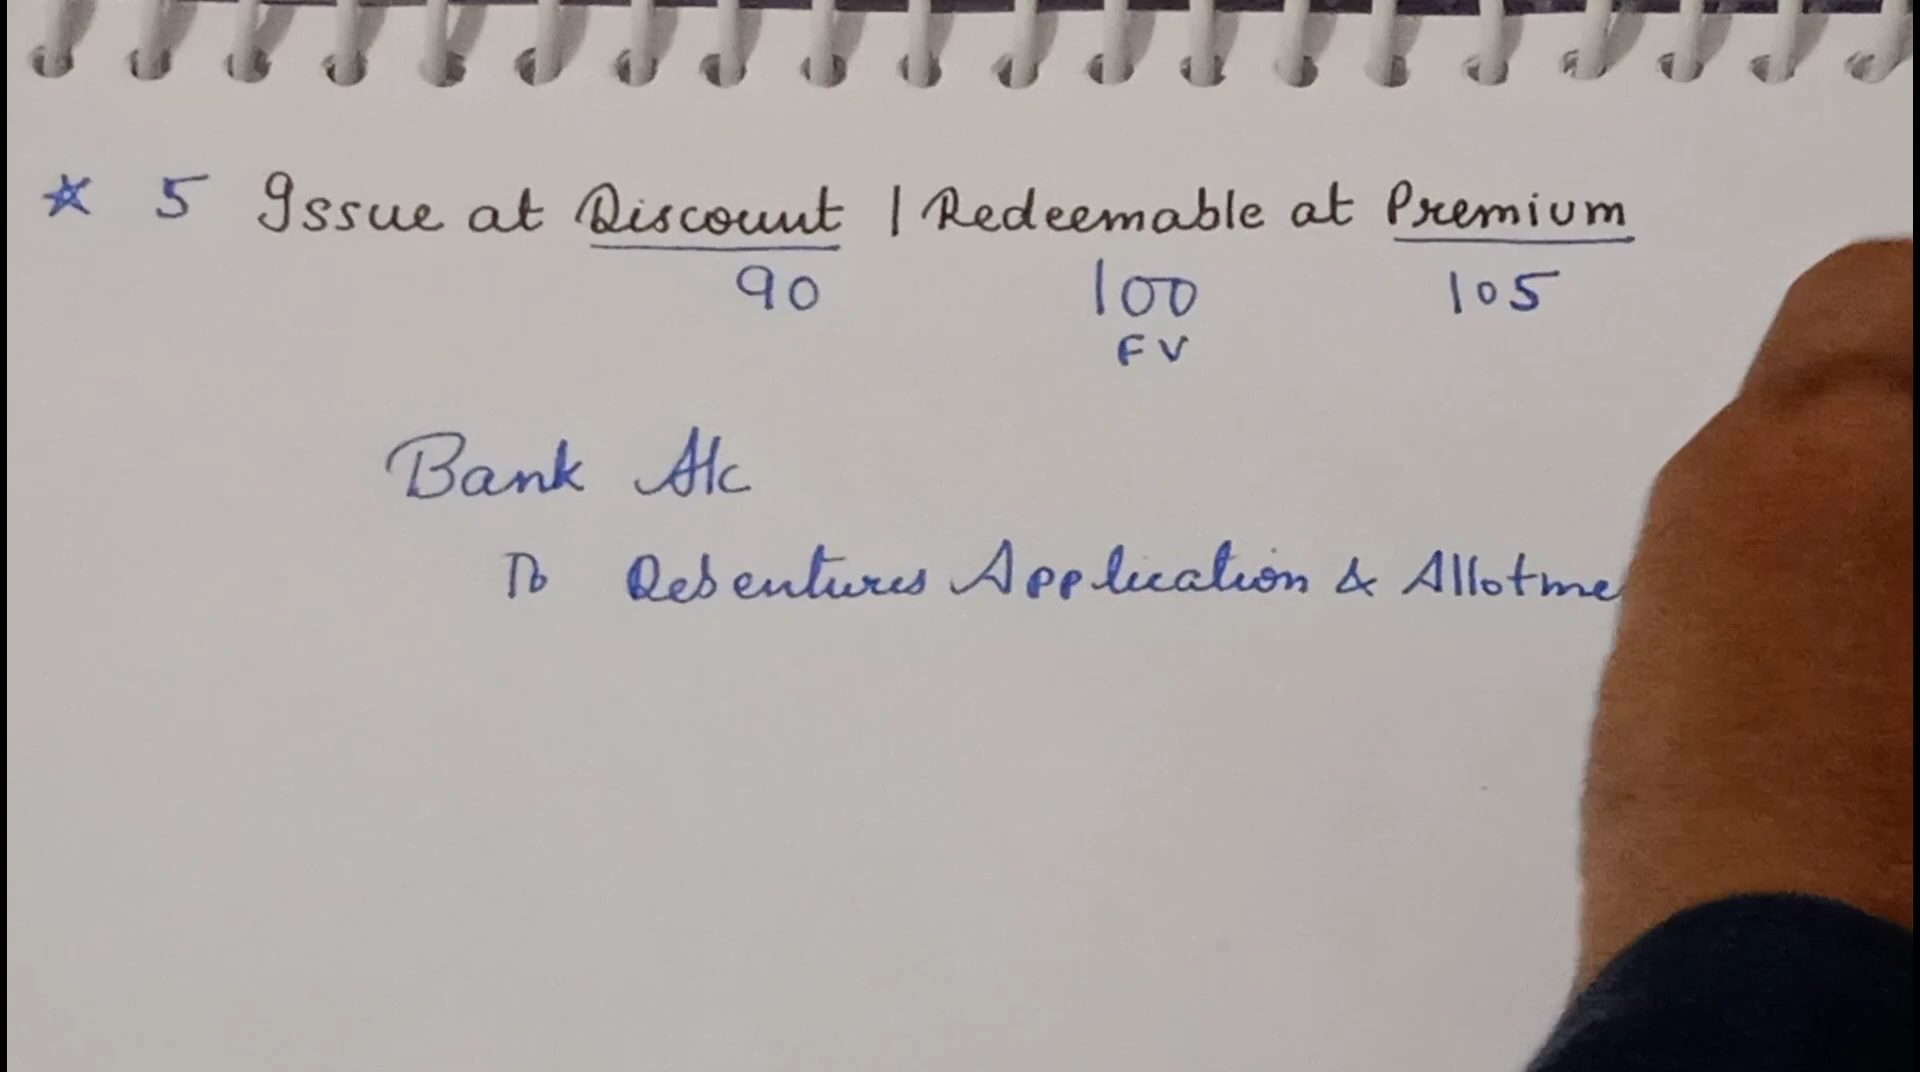 * 5 Issue at Discount | Redeemable at Premium
90 100 105
FV
Bank A/c
To Debentures Application & Allotme